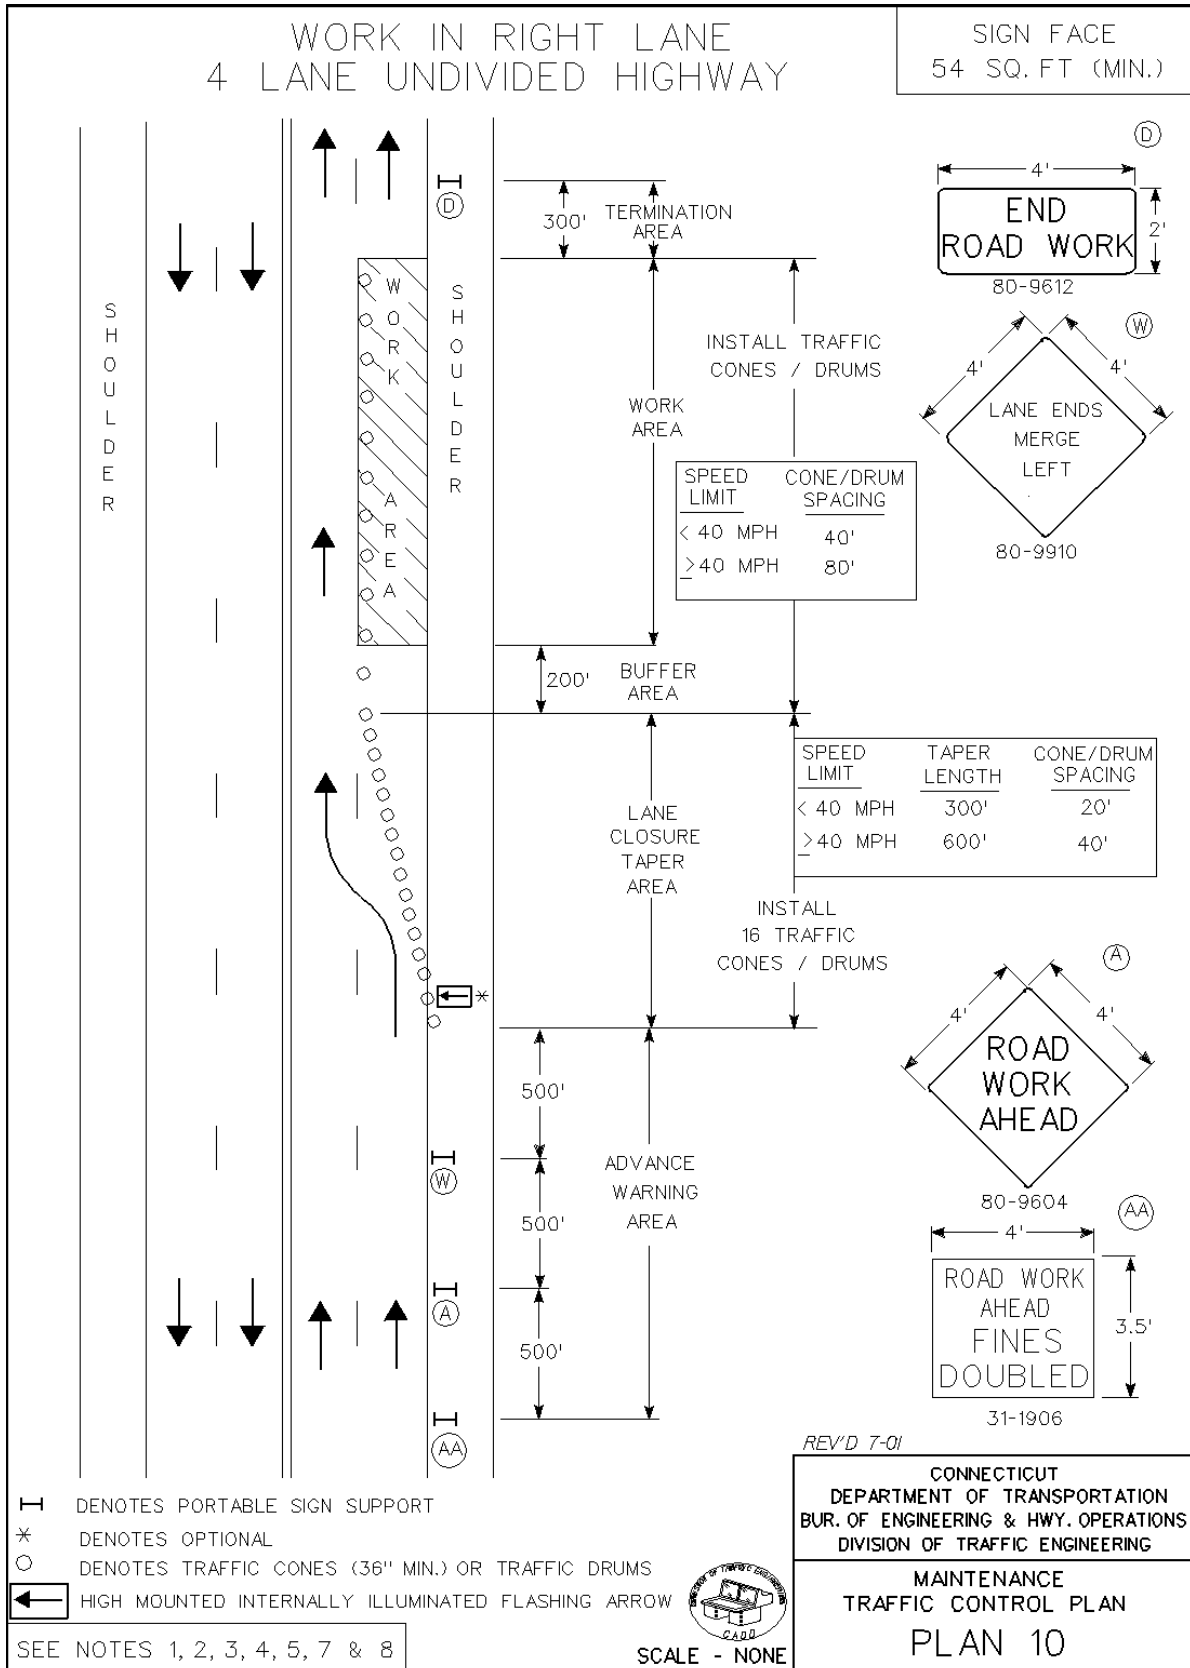 WORK IN RIGHT LANE
4 LANE UNDIVIDED HIGHWAY
SIGN FACE
54 SQ. FT (MIN.)
D
4'
END
ROAD WORK
2'
80-9612
W
4'
4'
LANE ENDS
MERGE
LEFT
80-9910
D
300'
TERMINATION
AREA
SHOULDER
WORK AREA
SHOULDER
INSTALL TRAFFIC
CONES / DRUMS
WORK
AREA
SPEED LIMIT CONE/DRUM SPACING
< 40 MPH 40'
≥40 MPH 80'
200'
BUFFER
AREA
SPEED LIMIT TAPER LENGTH CONE/DRUM SPACING
< 40 MPH 300' 20'
≥40 MPH 600' 40'
LANE
CLOSURE
TAPER
AREA
INSTALL
16 TRAFFIC
CONES / DRUMS
*
A
4'
4'
ROAD
WORK
AHEAD
80-9604
500'
W
ADVANCE
WARNING
AREA
500'
A
500'
AA
AA
4'
ROAD WORK
AHEAD
FINES
DOUBLED
3.5'
31-1906
REV'D 7-01
DENOTES PORTABLE SIGN SUPPORT
* DENOTES OPTIONAL
DENOTES TRAFFIC CONES (36" MIN.) OR TRAFFIC DRUMS
HIGH MOUNTED INTERNALLY ILLUMINATED FLASHING ARROW
SEE NOTES 1, 2, 3, 4, 5, 7 & 8
DIVISION OF TRAFFIC ENGINEERING
CADD
SCALE - NONE
CONNECTICUT
DEPARTMENT OF TRANSPORTATION
BUR. OF ENGINEERING & HWY. OPERATIONS
DIVISION OF TRAFFIC ENGINEERING
MAINTENANCE
TRAFFIC CONTROL PLAN
PLAN 10